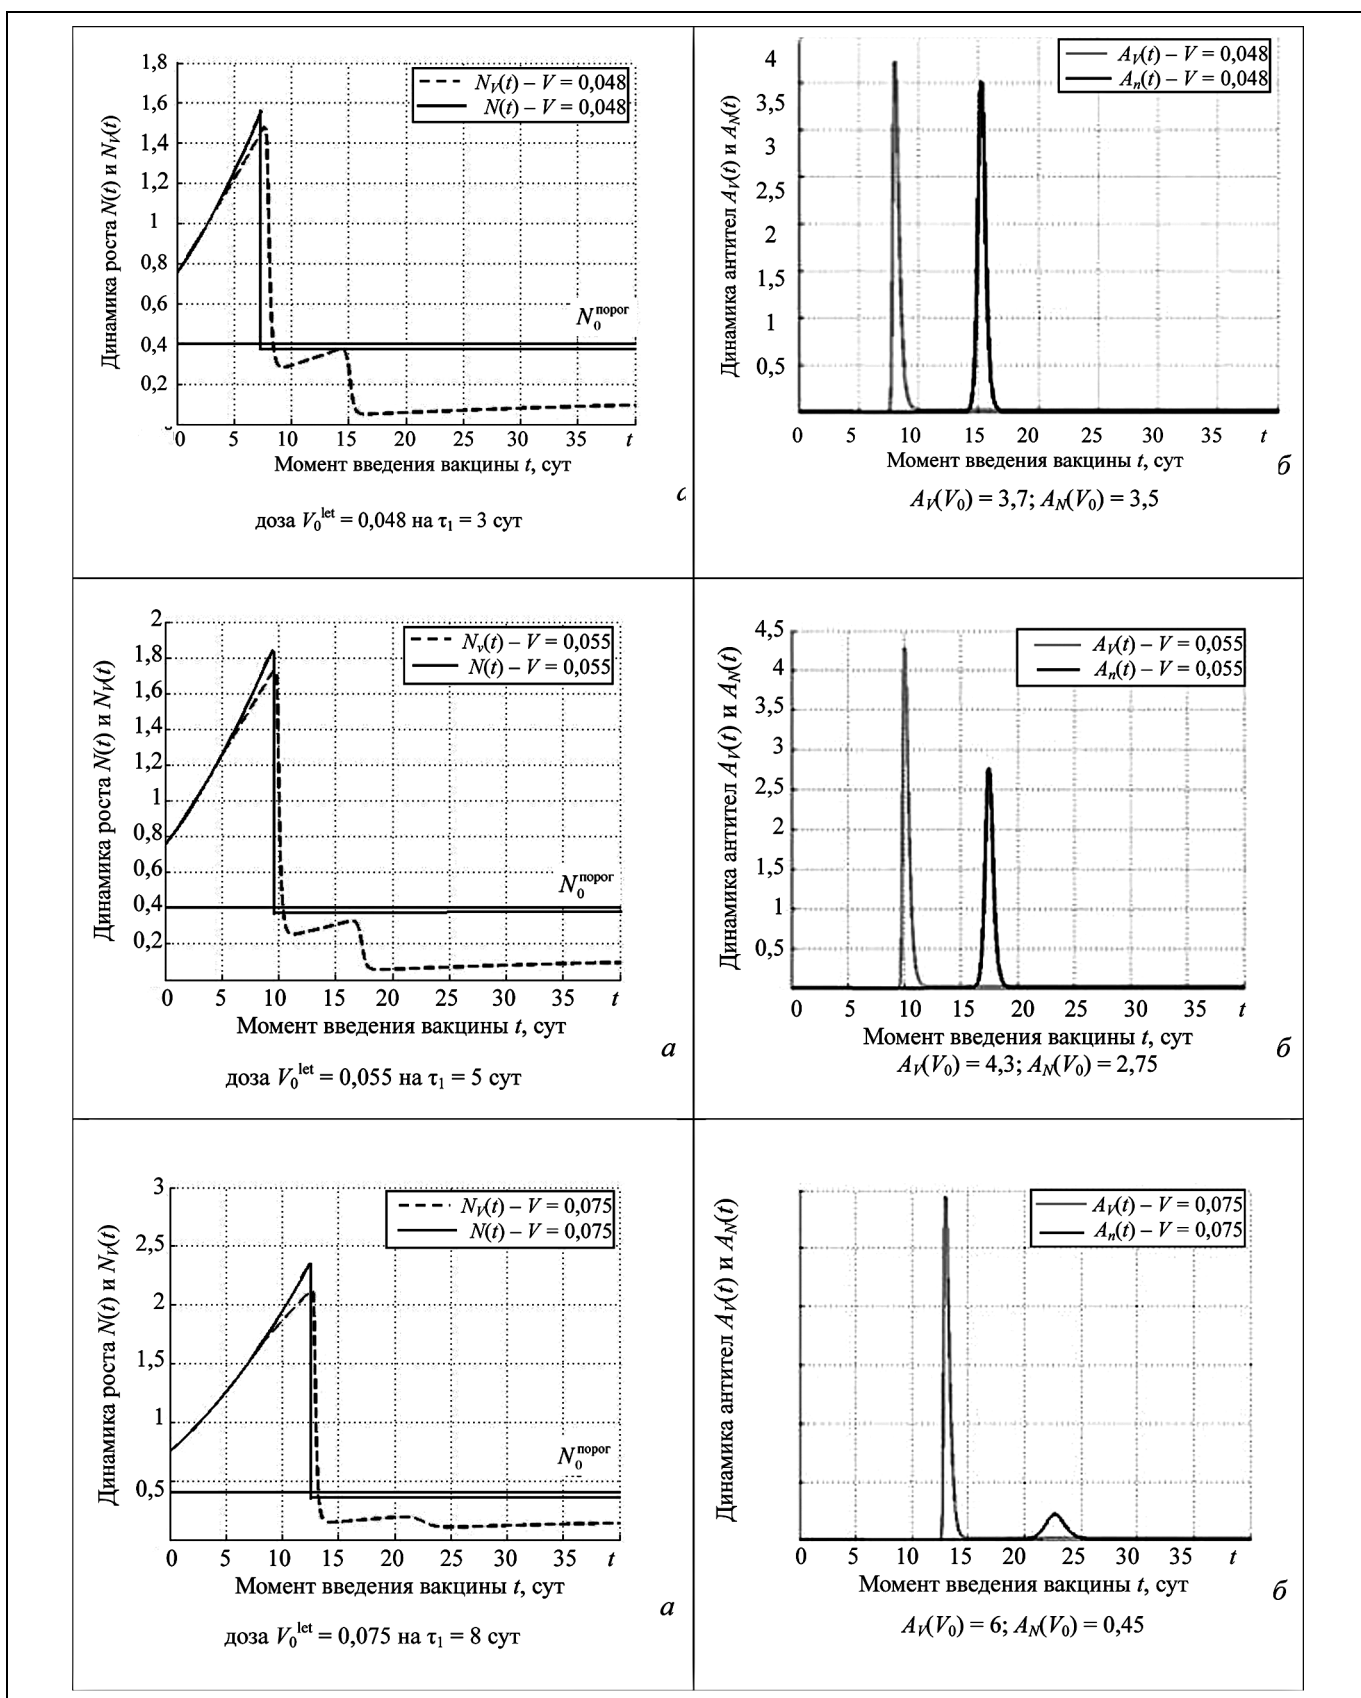 1,8
1,6
1,4
1,2
1
0,8
0,6
0,4
0,2
Динамика роста N(t) и N_V(t)
N_V(t) – V = 0,048
N(t) – V = 0,048
N_0^порог
0 5 10 15 20 25 30 35 t
Момент введения вакцины t, сут
доза V_0^let = 0,048 на τ_1 = 3 сут
4
3,5
3
2,5
2
1,5
1
0,5
Динамика антител A_V(t) и A_N(t)
A_V(t) – V = 0,048
A_n(t) – V = 0,048
0 5 10 15 20 25 30 35 t
Момент введения вакцины t, сут
б
A_V(V_0) = 3,7; A_N(V_0) = 3,5
2
1,8
1,6
1,4
1,2
1
0,8
0,6
0,4
0,2
Динамика роста N(t) и N_V(t)
N_v(t) – V = 0,055
N(t) – V = 0,055
N_0^порог
0 5 10 15 20 25 30 35 t
Момент введения вакцины t, сут
а
доза V_0^let = 0,055 на τ_1 = 5 сут
4,5
4
3,5
3
2,5
2
1,5
1
0,5
Динамика антител A_V(t) и A_N(t)
A_V(t) – V = 0,055
A_n(t) – V = 0,055
0 5 10 15 20 25 30 35 t
Момент введения вакцины t, сут
б
A_V(V_0) = 4,3; A_N(V_0) = 2,75
3
2,5
2
1,5
1
0,5
Динамика роста N(t) и N_V(t)
N_V(t) – V = 0,075
N(t) – V = 0,075
N_0^порог
0 5 10 15 20 25 30 35 t
Момент введения вакцины t, сут
а
доза V_0^let = 0,075 на τ_1 = 8 сут
Динамика антител A_V(t) и A_N(t)
A_V(t) – V = 0,075
A_n(t) – V = 0,075
0 5 10 15 20 25 30 35 t
Момент введения вакцины t, сут
б
A_V(V_0) = 6; A_N(V_0) = 0,45